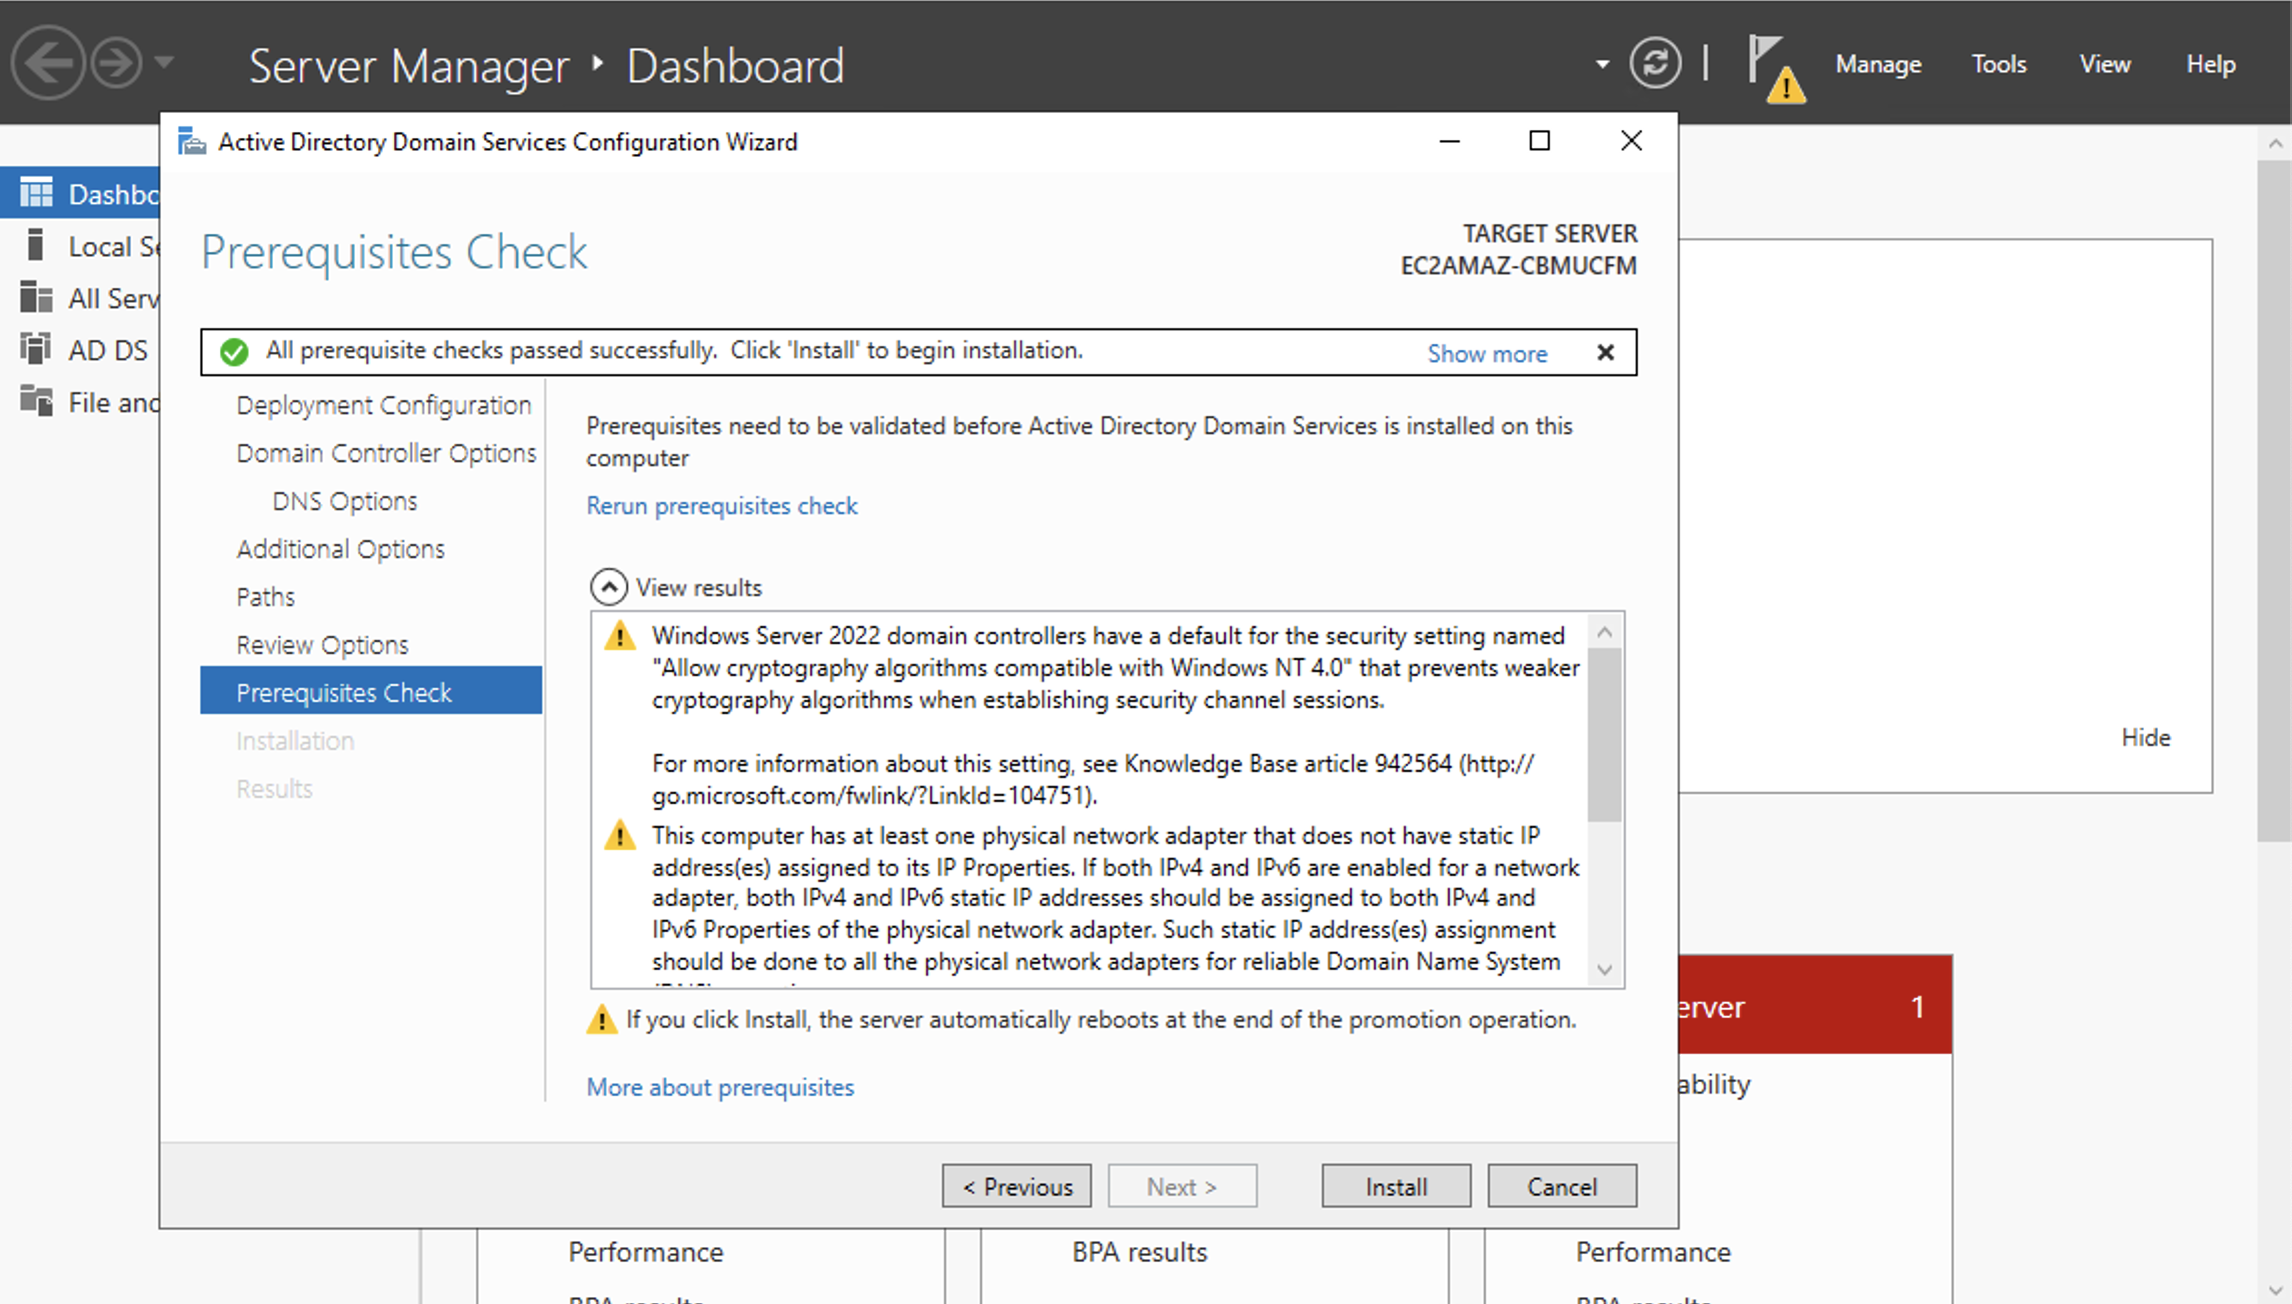 Server Manager
Dashboard
Manage
Tools
View
Help
Active Directory Domain Services Configuration Wizard
Local
All
AD DS
File
Prerequisites Check
TARGET SERVER
EC2AMAZ-CBMUCFM
All prerequisite checks passed successfully.  Click 'Install' to begin installation.
Show more
Deployment Configuration
Domain Controller Options
DNS Options
Additional Options
Paths
Review Options
Prerequisites Check
Installation
Results
Prerequisites need to be validated before Active Directory Domain Services is installed on this
computer
Rerun prerequisites check
View results
Windows Server 2022 domain controllers have a default for the security setting named
"Allow cryptography algorithms compatible with Windows NT 4.0" that prevents weaker
cryptography algorithms when establishing security channel sessions.
For more information about this setting, see Knowledge Base article 942564 (http://
go.microsoft.com/fwlink/?LinkId=104751).
This computer has at least one physical network adapter that does not have static IP
address(es) assigned to its IP Properties. If both IPv4 and IPv6 are enabled for a network
adapter, both IPv4 and IPv6 static IP addresses should be assigned to both IPv4 and
IPv6 Properties of the physical network adapter. Such static IP address(es) assignment
should be done to all the physical network adapters for reliable Domain Name System
If you click Install, the server automatically reboots at the end of the promotion operation.
More about prerequisites
< Previous
Next >
Install
Cancel
Hide
1
Performance
BPA results
Performance